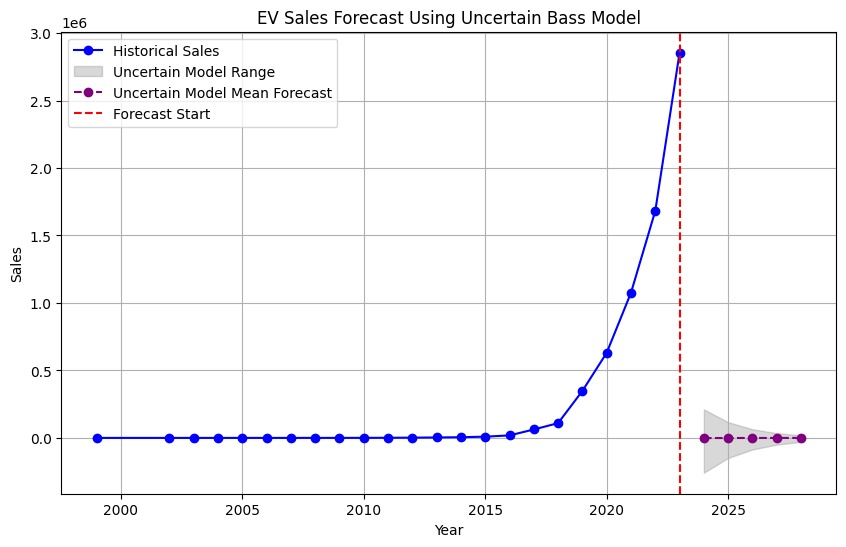 EV Sales Forecast Using Uncertain Bass Model
1e6
Historical Sales
Uncertain Model Range
Uncertain Model Mean Forecast
Forecast Start
3.0
2.5
2.0
1.5
1.0
0.5
0.0
Sales
2000 2005 2010 2015 2020 2025
Year